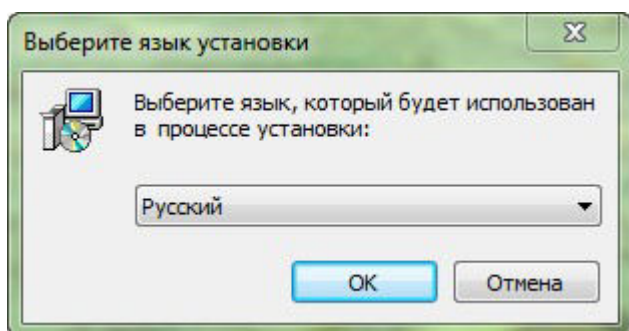 Выберите язык установки
Выберите язык, который будет использован
в процессе установки:
Русский
OK
Отмена